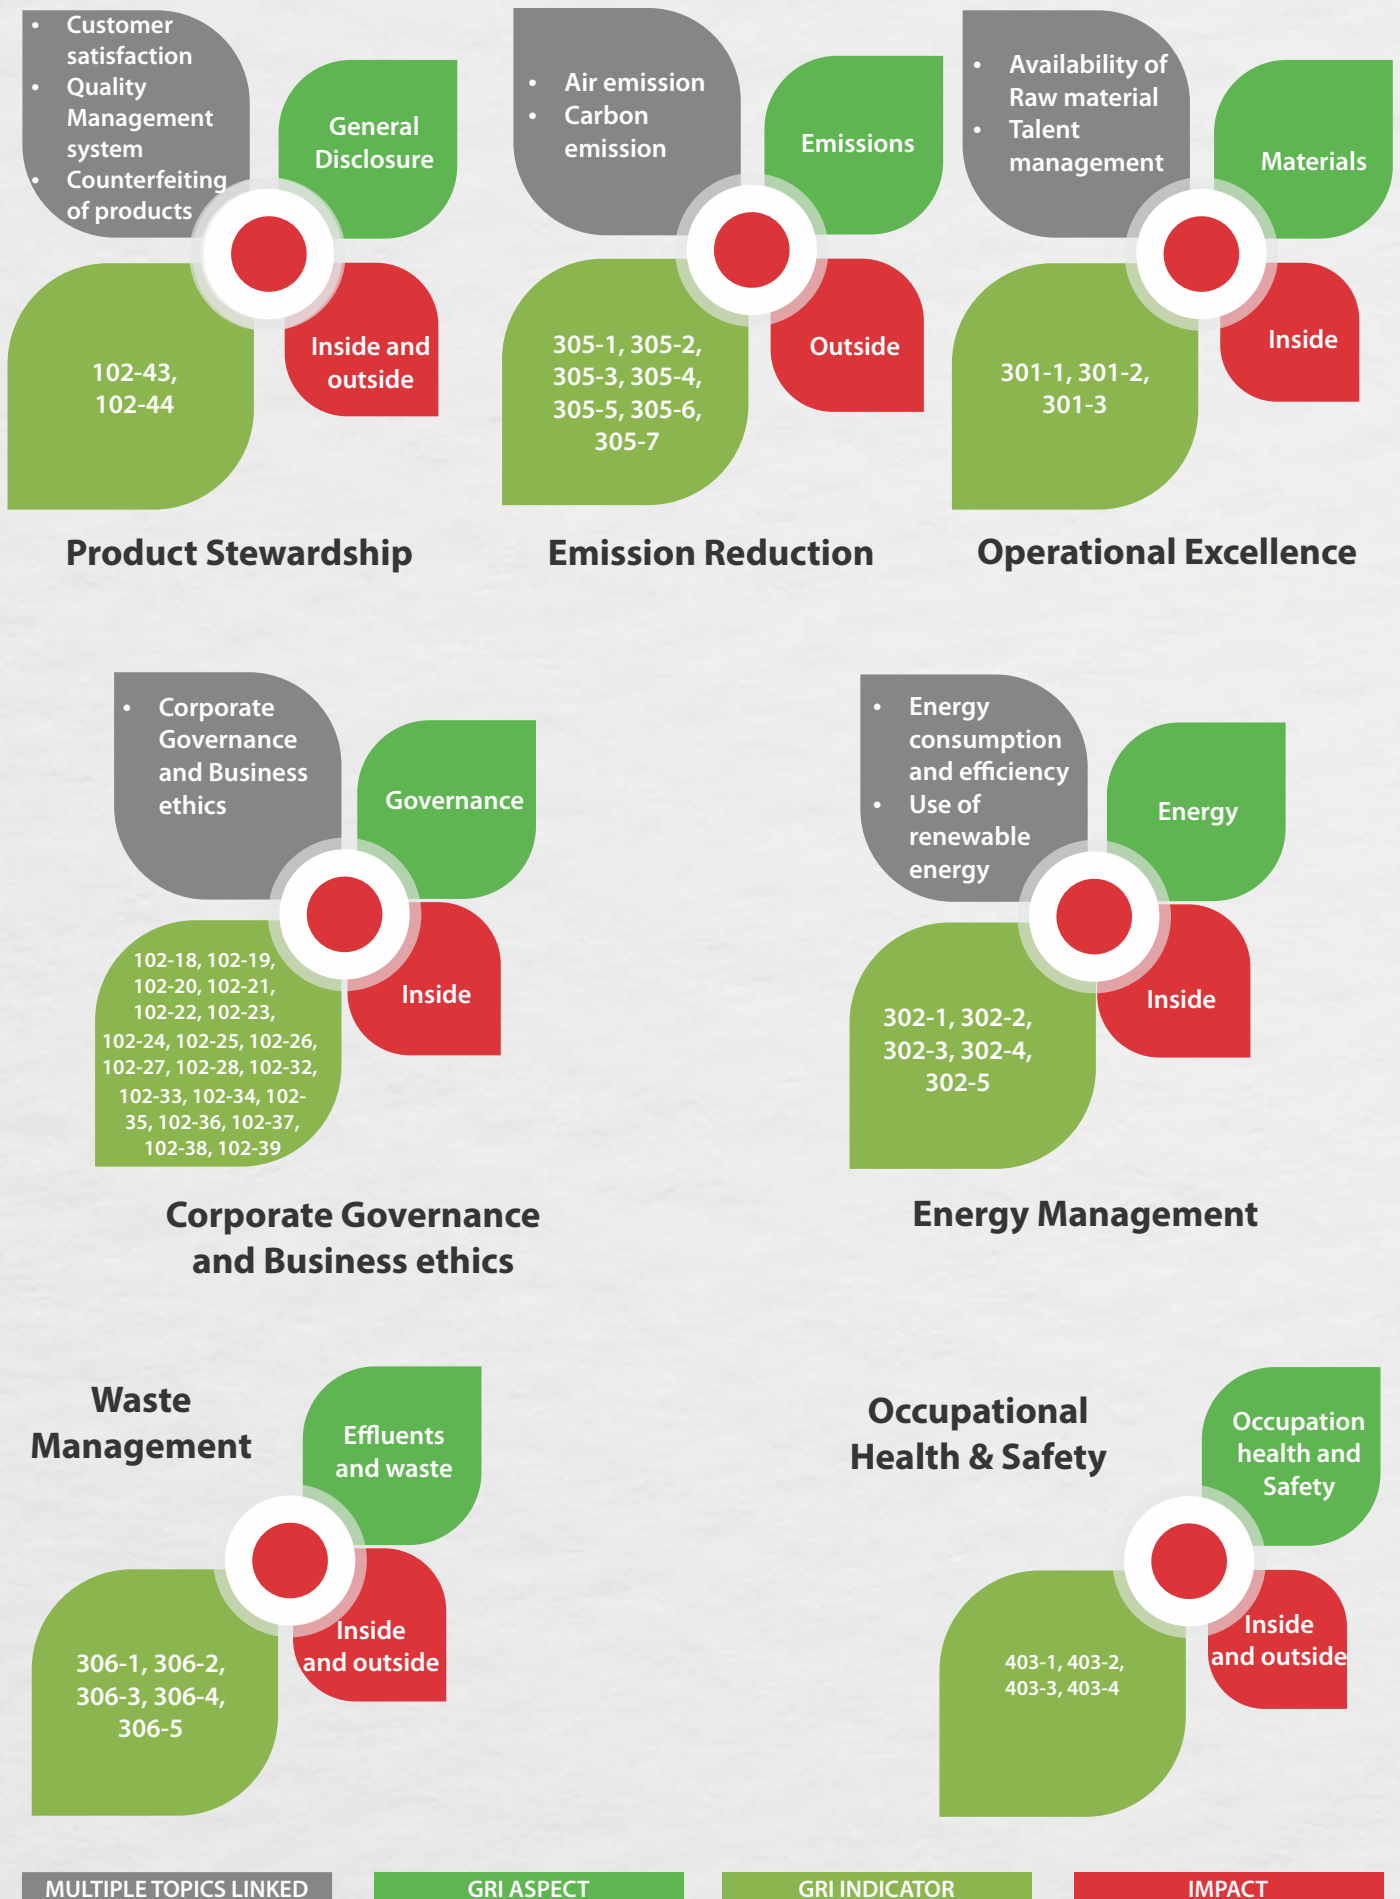 • Customer
satisfaction
• Quality
Management
system
• Counterfeiting
of products
General
Disclosure
102-43,
102-44
Inside and
outside
Product Stewardship
• Air emission
• Carbon
emission
Emissions
305-1, 305-2,
305-3, 305-4,
305-5, 305-6,
305-7
Outside
Emission Reduction
• Availability of
Raw material
• Talent
management
Materials
301-1, 301-2,
301-3
Inside
Operational Excellence
• Corporate
Governance
and Business
ethics
Governance
102-18, 102-19,
102-20, 102-21,
102-22, 102-23,
102-24, 102-25, 102-26,
102-27, 102-28, 102-32,
102-33, 102-34, 102-
35, 102-36, 102-37,
102-38, 102-39
Inside
Corporate Governance
and Business ethics
• Energy
consumption
and efficiency
• Use of
renewable
energy
Energy
302-1, 302-2,
302-3, 302-4,
302-5
Inside
Energy Management
Waste
Management
Effluents
and waste
306-1, 306-2,
306-3, 306-4,
306-5
Inside
and outside
Occupational
Health & Safety
Occupation
health and
Safety
403-1, 403-2,
403-3, 403-4
Inside
and outside
MULTIPLE TOPICS LINKED
GRI ASPECT
GRI INDICATOR
IMPACT